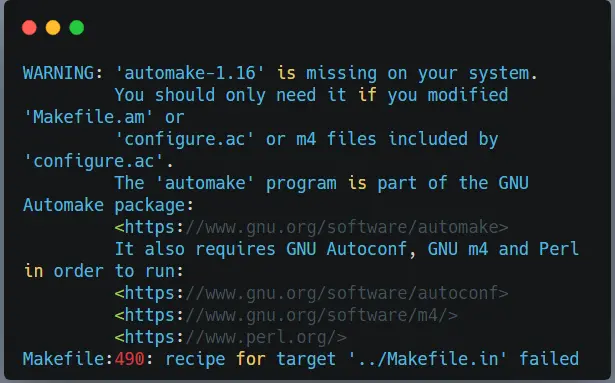 WARNING: 'automake-1.16' is missing on your system.
You should only need it if you modified
'Makefile.am' or
'configure.ac' or m4 files included by
'configure.ac'.
The 'automake' program is part of the GNU
Automake package:
<https://www.gnu.org/software/automake>
It also requires GNU Autoconf, GNU m4 and Perl
in order to run:
<https://www.gnu.org/software/autoconf>
<https://www.gnu.org/software/m4/>
<https://www.perl.org/>
Makefile:490: recipe for target '../Makefile.in' failed